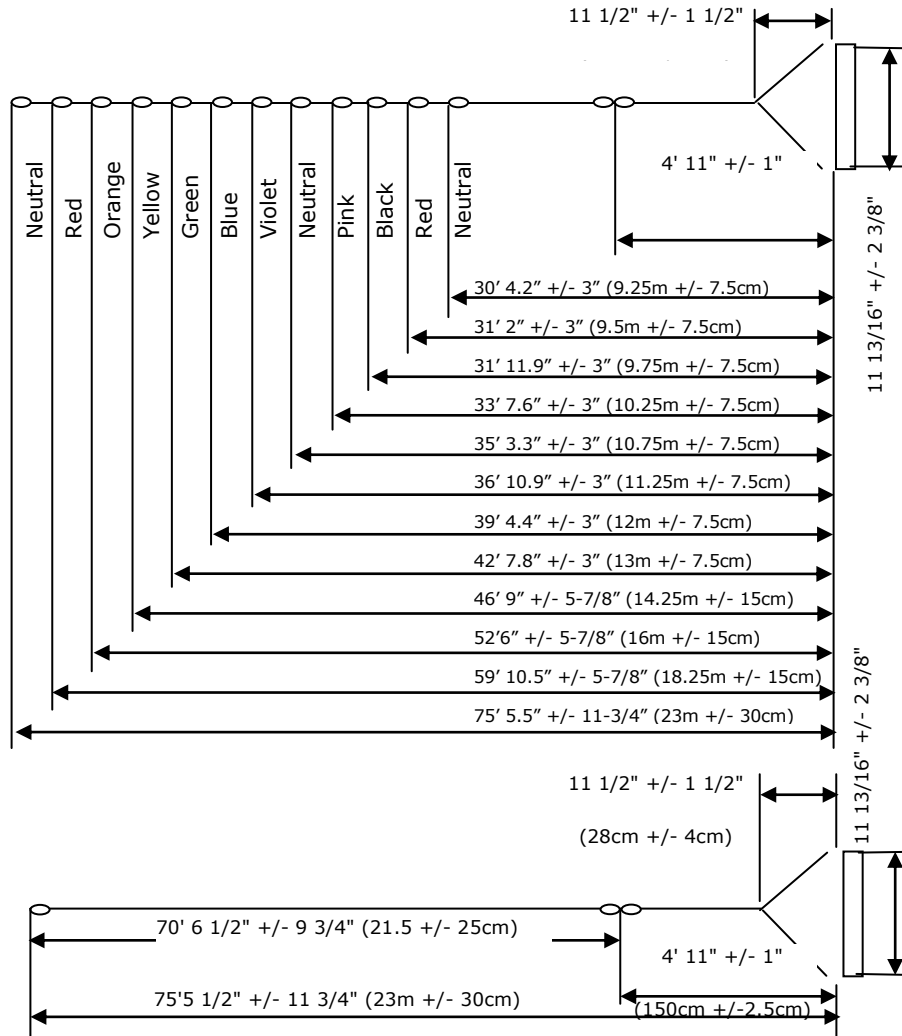 11 1/2" +/- 1 1/2"
4' 11" +/- 1"
11 13/16" +/- 2 3/8"
Neutral
Red
Orange
Yellow
Green
Blue
Violet
Neutral
Pink
Black
Red
Neutral
30′ 4.2″ +/- 3″ (9.25m +/- 7.5cm)
31′ 2″ +/- 3″ (9.5m +/- 7.5cm)
31′ 11.9″ +/- 3″ (9.75m +/- 7.5cm)
33′ 7.6″ +/- 3″ (10.25m +/- 7.5cm)
35′ 3.3″ +/- 3″ (10.75m +/- 7.5cm)
36′ 10.9″ +/- 3″ (11.25m +/- 7.5cm)
39′ 4.4″ +/- 3″ (12m +/- 7.5cm)
42′ 7.8″ +/- 3″ (13m +/- 7.5cm)
46′ 9″ +/- 5-7/8″ (14.25m +/- 15cm)
52′6″ +/- 5-7/8″ (16m +/- 15cm)
59′ 10.5″ +/- 5-7/8″ (18.25m +/- 15cm)
75′ 5.5″ +/- 11-3/4″ (23m +/- 30cm)
11 1/2" +/- 1 1/2"
(28cm +/- 4cm)
11 13/16" +/- 2 3/8"
70' 6 1/2" +/- 9 3/4" (21.5 +/- 25cm)
4' 11" +/- 1"
75'5 1/2" +/- 11 3/4" (23m +/- 30cm)
(150cm +/-2.5cm)